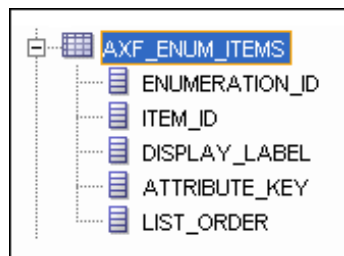 AXF_ENUM_ITEMS
ENUMERATION_ID
ITEM_ID
DISPLAY_LABEL
ATTRIBUTE_KEY
LIST_ORDER